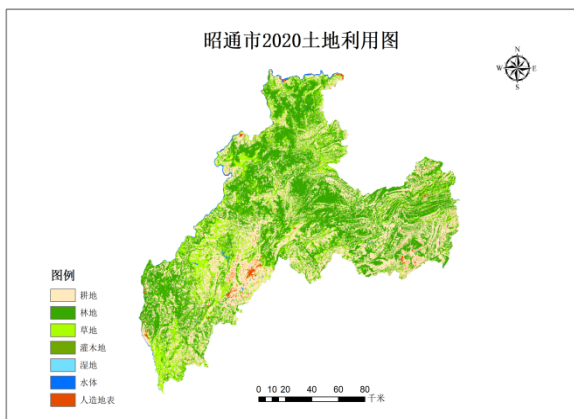 昭通市2020土地利用图
N
W E
S
图例
耕地
林地
草地
灌木地
湿地
水体
人造地表
0 10 20 40 60 80
千米